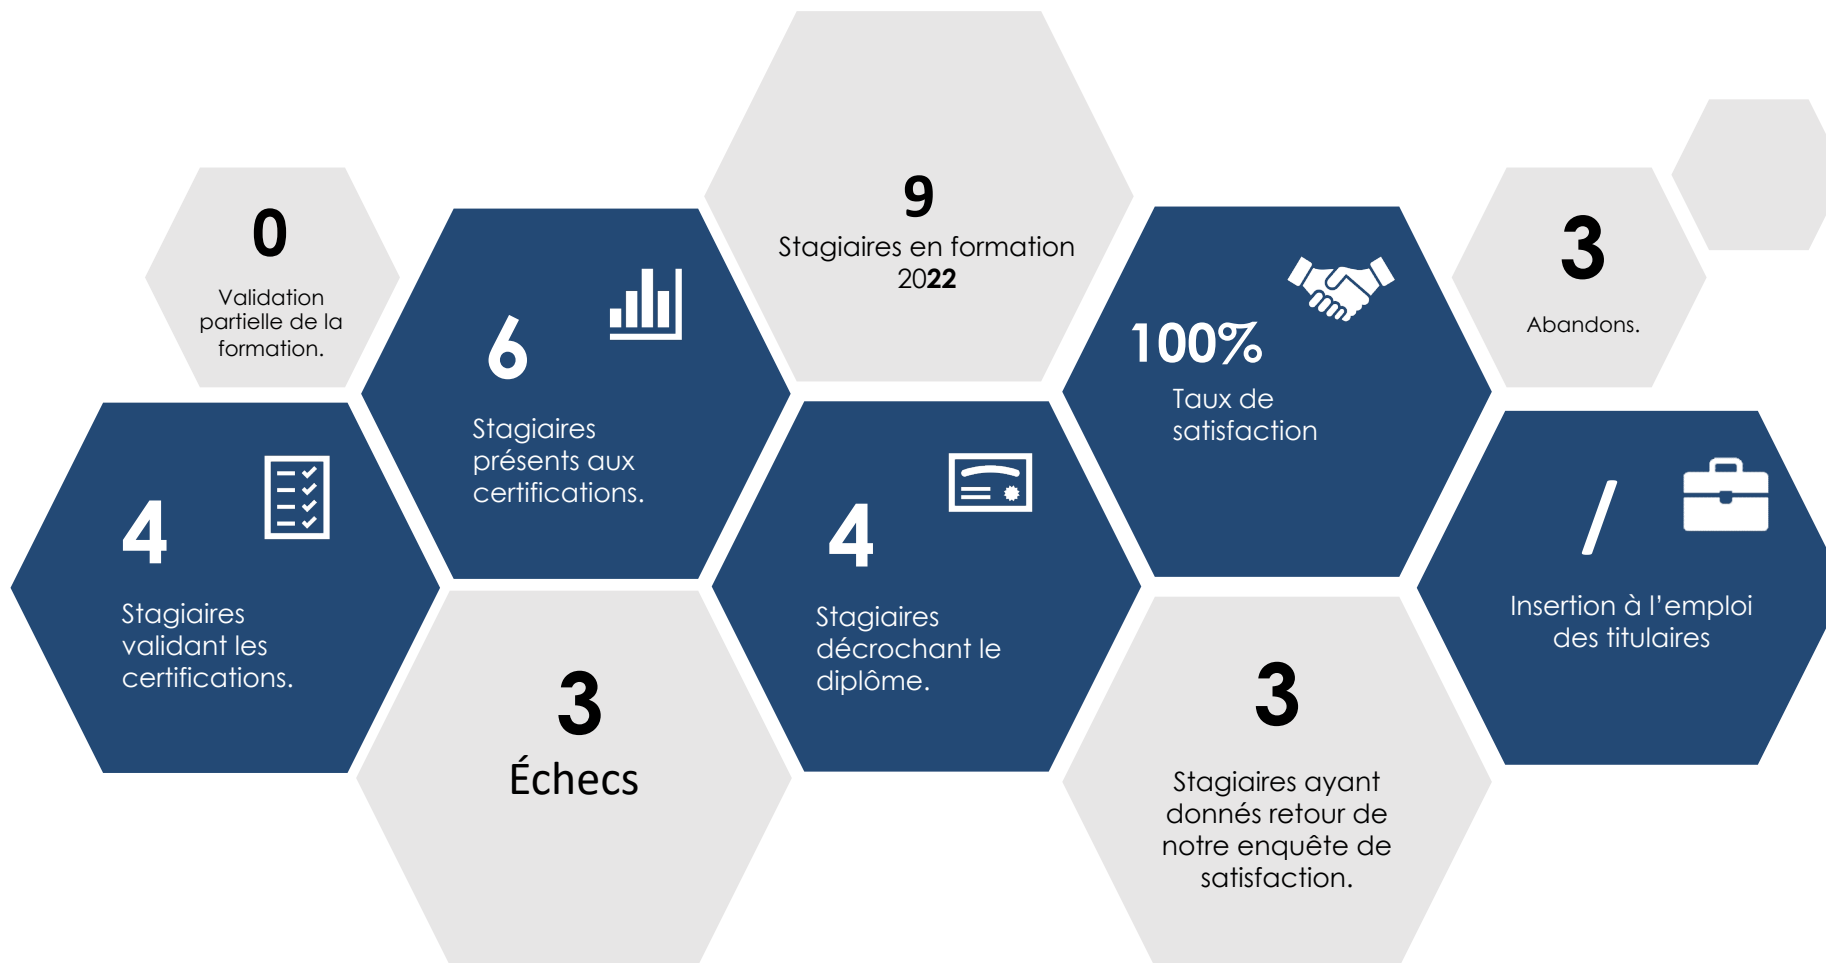 9
Stagiaires en formation
2022
0
Validation
partielle de la
formation.
6
Stagiaires
présents aux
certifications.
100%
Taux de
satisfaction
3
Abandons.
4
Stagiaires
validant les
certifications.
4
Stagiaires
décrochant le
diplôme.
/
Insertion à l’emploi
des titulaires
3
Échecs
3
Stagiaires ayant
donnés retour de
notre enquête de
satisfaction.